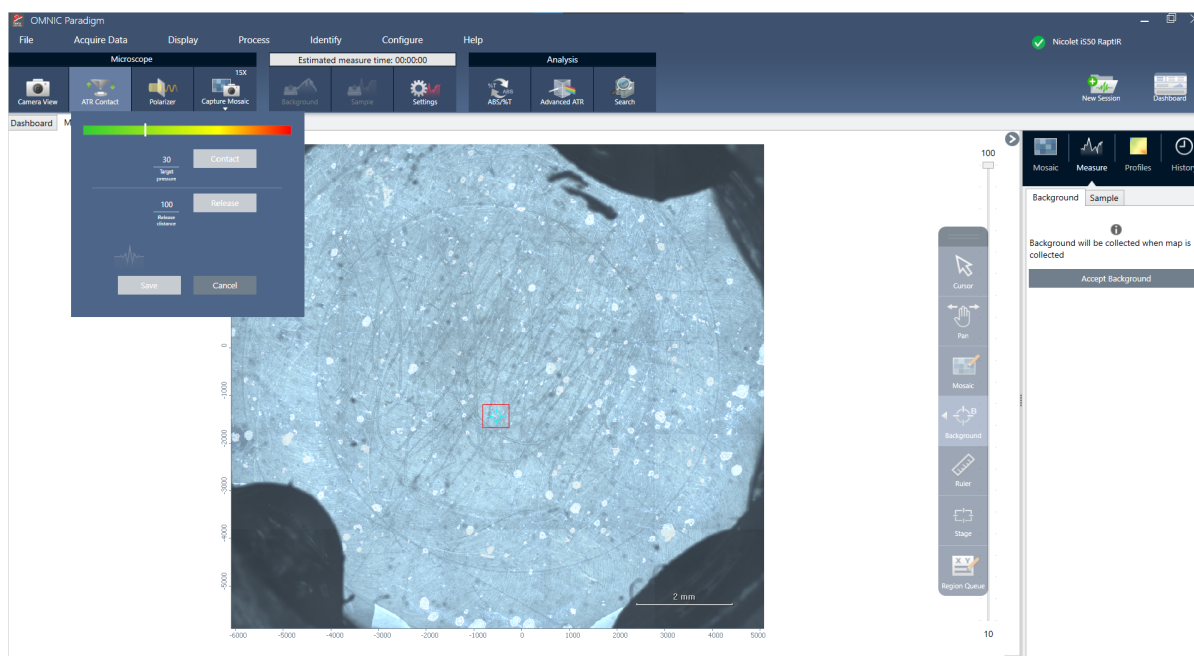 OMNIC Paradigm
File Acquire Data Display Process Identify Configure Help
Nicolet iS50 RaptIR
Microscope
Estimated measure time: 00:00:00
Analysis
Camera View
ATR Contact
Polarizer
15X
Capture Mosaic
Background
Sample
Settings
%T
ABS
ABS/%T
Advanced ATR
Search
New Session
Dashboard
Dashboard M
30
Target
pressure
Contact
100
Release
distance
Release
Save
Cancel
0
-1000
-2000
-3000
-4000
-5000
-6000 -5000 -4000 -3000 -2000 -1000 0 1000 2000 3000 4000 5000
2 mm
100
10
Cursor
Pan
Mosaic
B
Background
Ruler
Stage
X Y
Region Queue
Mosaic
Measure
Profiles
Histor
Background
Sample
Background will be collected when map is
collected
Accept Background